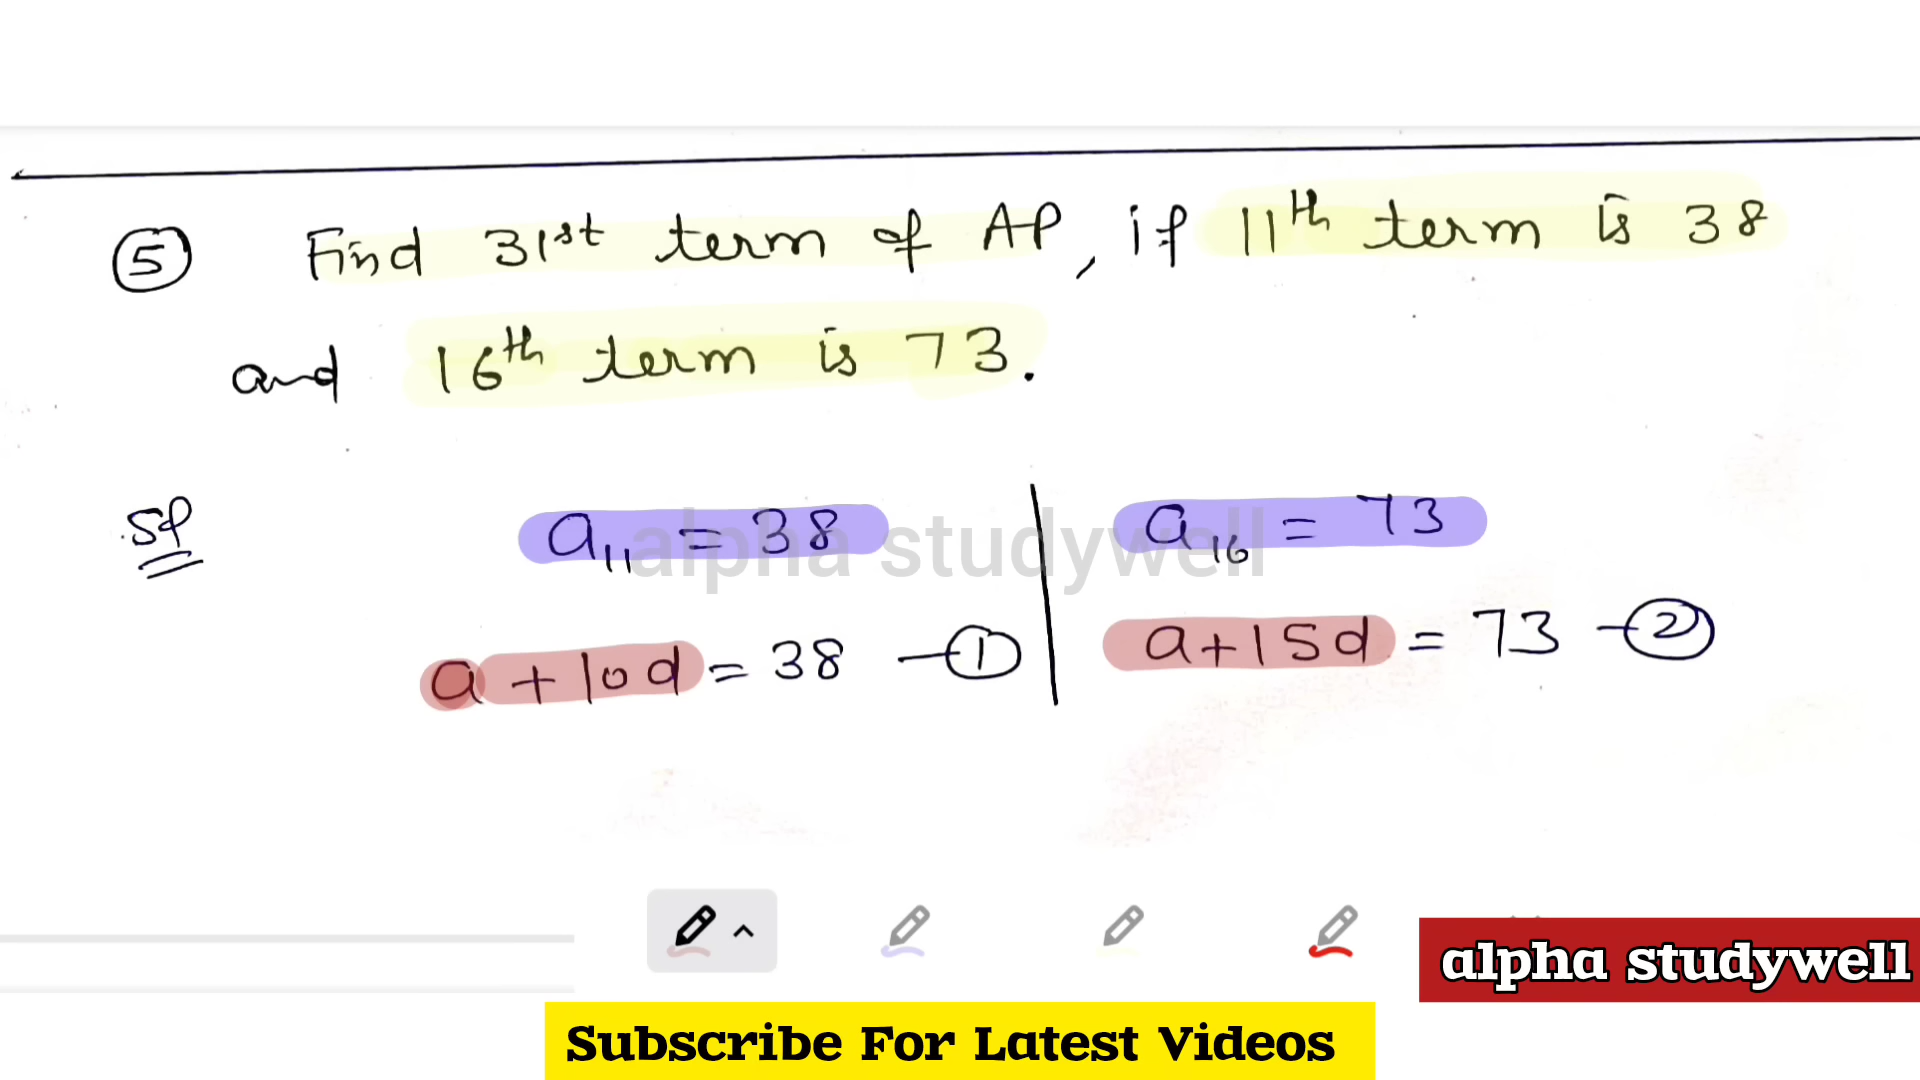 ⑤ Find 31st term of AP, if 11th term is 38
and 16th term is 73.
Sol
a₁₁ = 38
a₁₆ = 73
alpha studywell
a + 10d = 38 — ①
a + 15d = 73 — ②
alpha studywell
Subscribe For Latest Videos